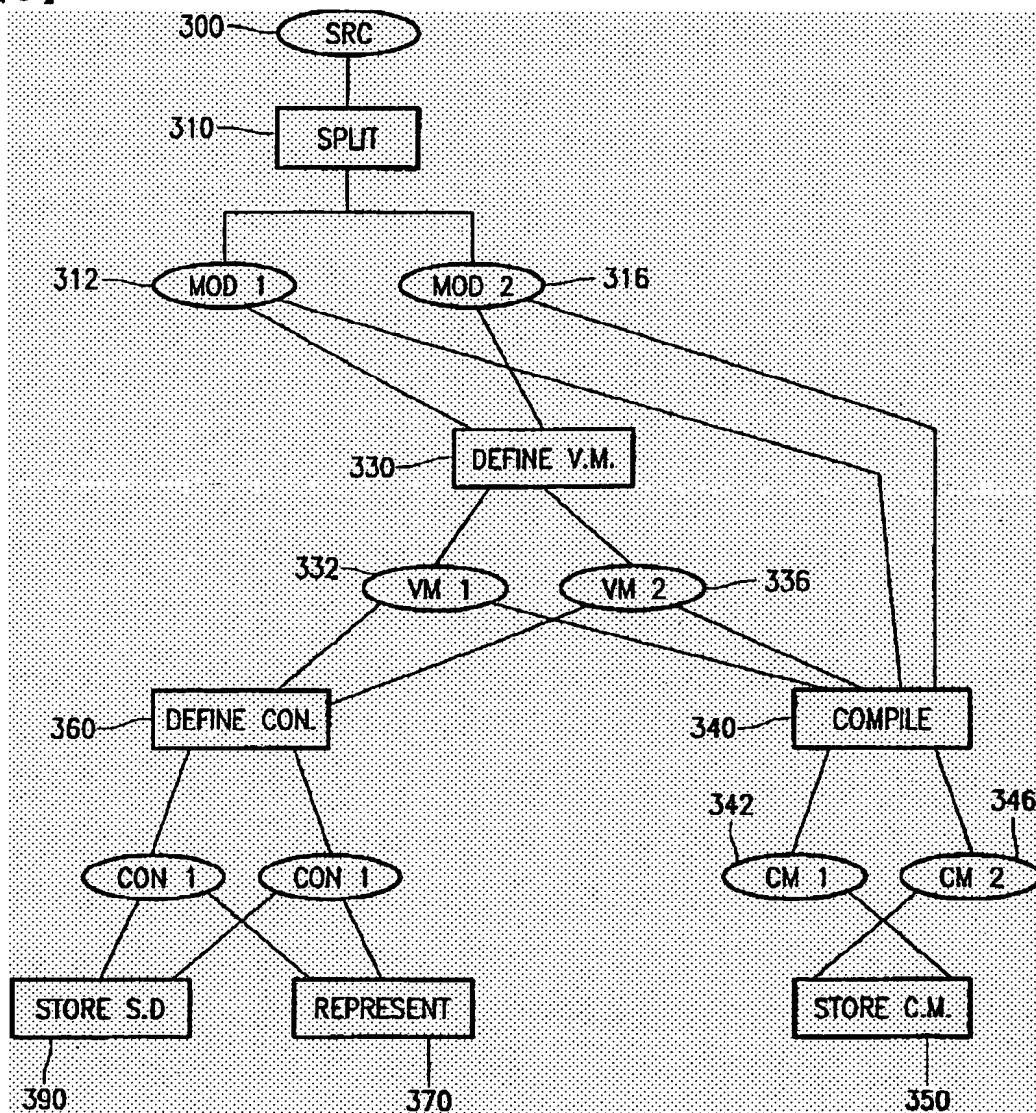 300 SRC
310 SPLIT
312 MOD 1 MOD 2 316
330 DEFINE V.M.
332 VM 1 VM 2 336
360 DEFINE CON. 340 COMPILE
342 346
CON 1 CON 1 CM 1 CM 2
STORE S.D REPRESENT STORE C.M.
390 370 350